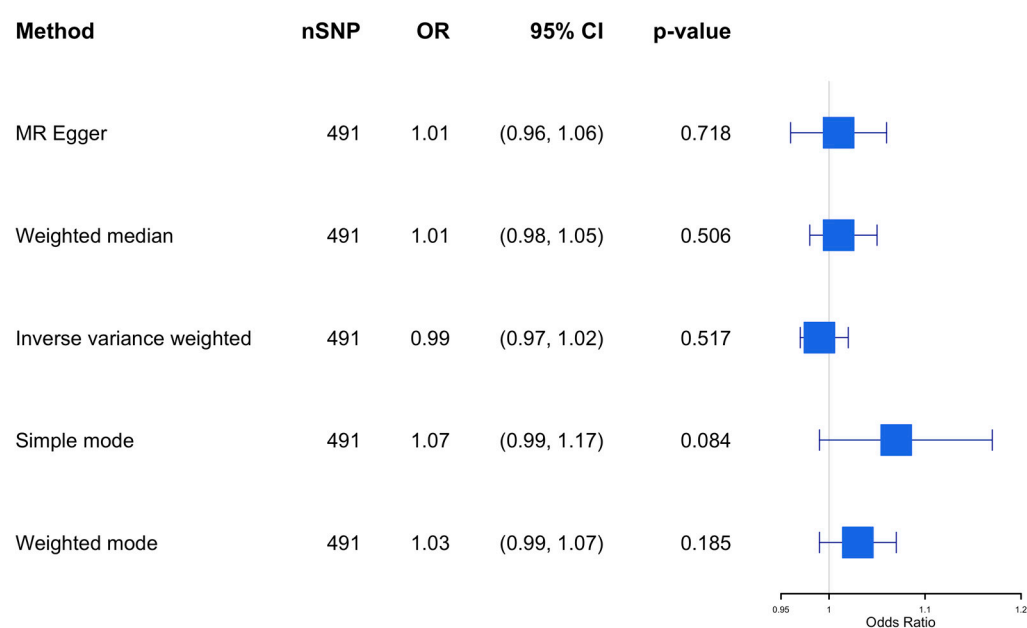 Method nSNP OR 95% CI p-value
MR Egger 491 1.01 (0.96, 1.06) 0.718
Weighted median 491 1.01 (0.98, 1.05) 0.506
Inverse variance weighted 491 0.99 (0.97, 1.02) 0.517
Simple mode 491 1.07 (0.99, 1.17) 0.084
Weighted mode 491 1.03 (0.99, 1.07) 0.185
0.95 1 1.1 1.2
Odds Ratio